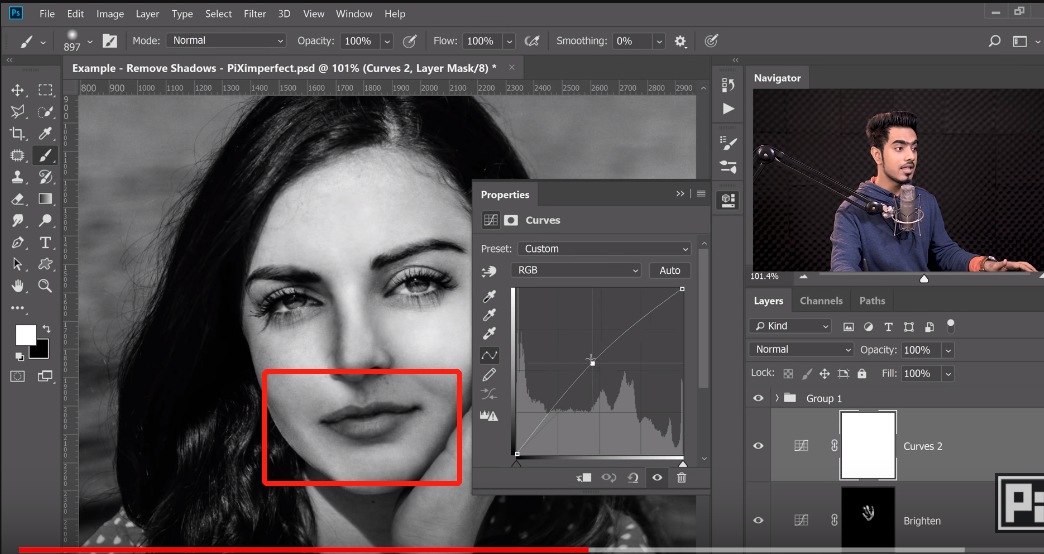 Ps File Edit Image Layer Type Select Filter 3D View Window Help
897 Mode: Normal Opacity: 100% Flow: 100% Smoothing: 0%
Example - Remove Shadows - PiXimperfect.psd @ 101% (Curves 2, Layer Mask/8) *
800 900 1000 1100 1200 1300 1400 1500 1600 1700 1800 1900 2000 2100 2200 2300 2400 2500 2600 2700 2800 2900
Navigator
101.4%
Properties
Curves
Preset: Custom
RGB Auto
Layers Channels Paths
Kind
Normal Opacity: 100%
Lock: Fill: 100%
Group 1
Curves 2
Brighten
Pi